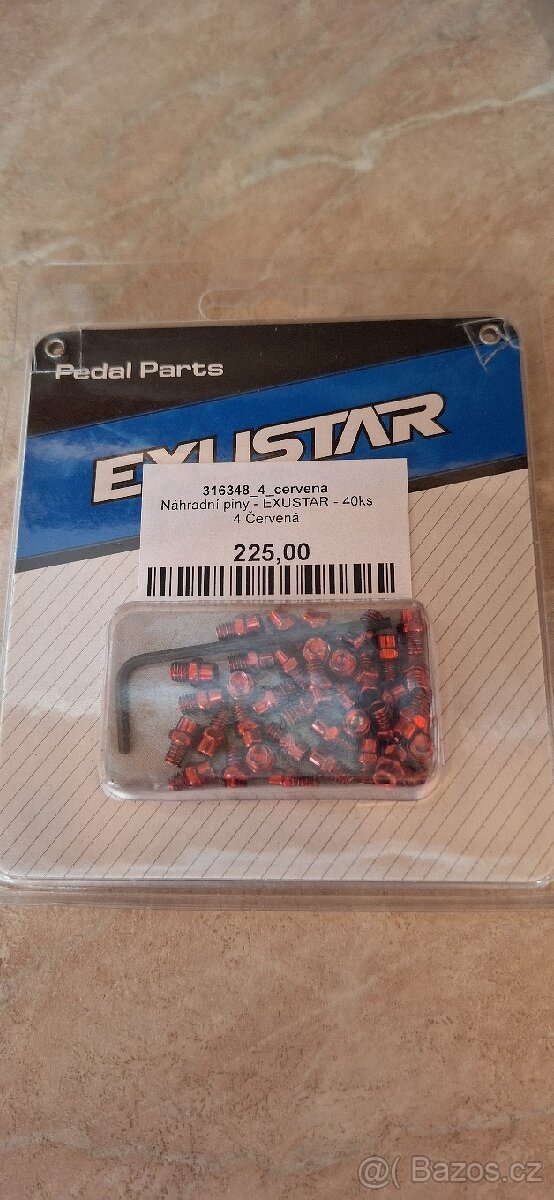 Pedal Parts
EXUSTAR
316348_4_cervena
Náhradní piny - EXUSTAR - 40ks
4 Červená
225,00
@ Bazos.cz